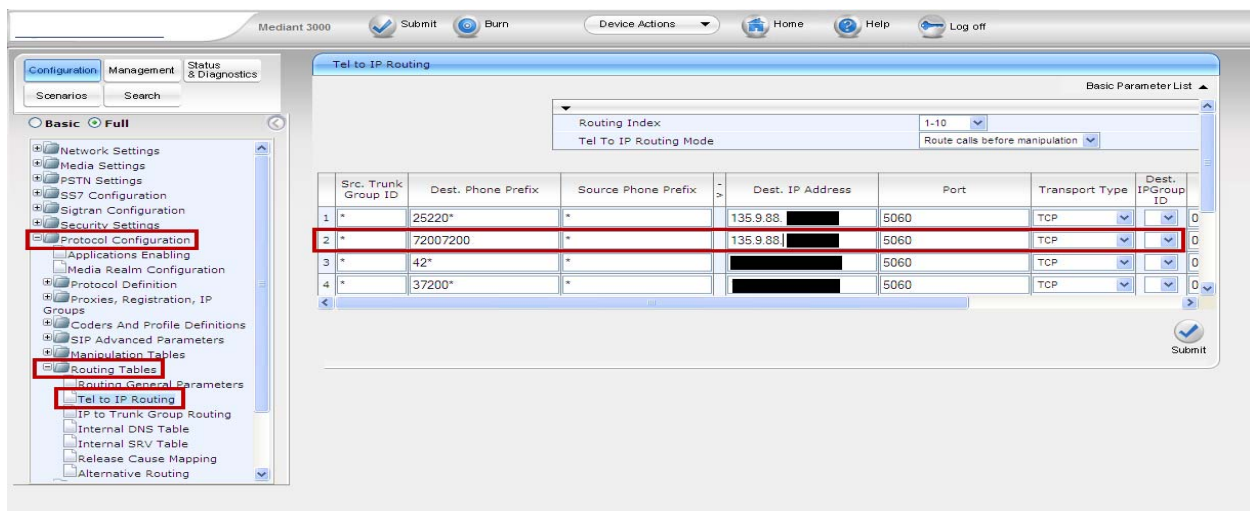 Mediant 3000 Submit Burn Device Actions Home Help Log off
Configuration Management Status & Diagnostics
Scenarios Search
Basic Full
Network Settings
Media Settings
PSTN Settings
SS7 Configuration
Sigtran Configuration
Security Settings
Protocol Configuration
Applications Enabling
Media Realm Configuration
Protocol Definition
Proxies, Registration, IP
Groups
Coders And Profile Definitions
SIP Advanced Parameters
Manipulation Tables
Routing Tables
Routing General Parameters
Tel to IP Routing
IP to Trunk Group Routing
Internal DNS Table
Internal SRV Table
Release Cause Mapping
Alternative Routing
Tel to IP Routing
Basic Parameter List
Routing Index 1-10
Tel To IP Routing Mode Route calls before manipulation
Src. Trunk Group ID Dest. Phone Prefix Source Phone Prefix -> Dest. IP Address Port Transport Type Dest. IPGroup ID
1 * 25220* * 135.9.88. 5060 TCP 0
2 * 72007200 * 135.9.88. 5060 TCP 0
3 * 42* * 5060 TCP 0
4 * 37200* * 5060 TCP 0
Submit